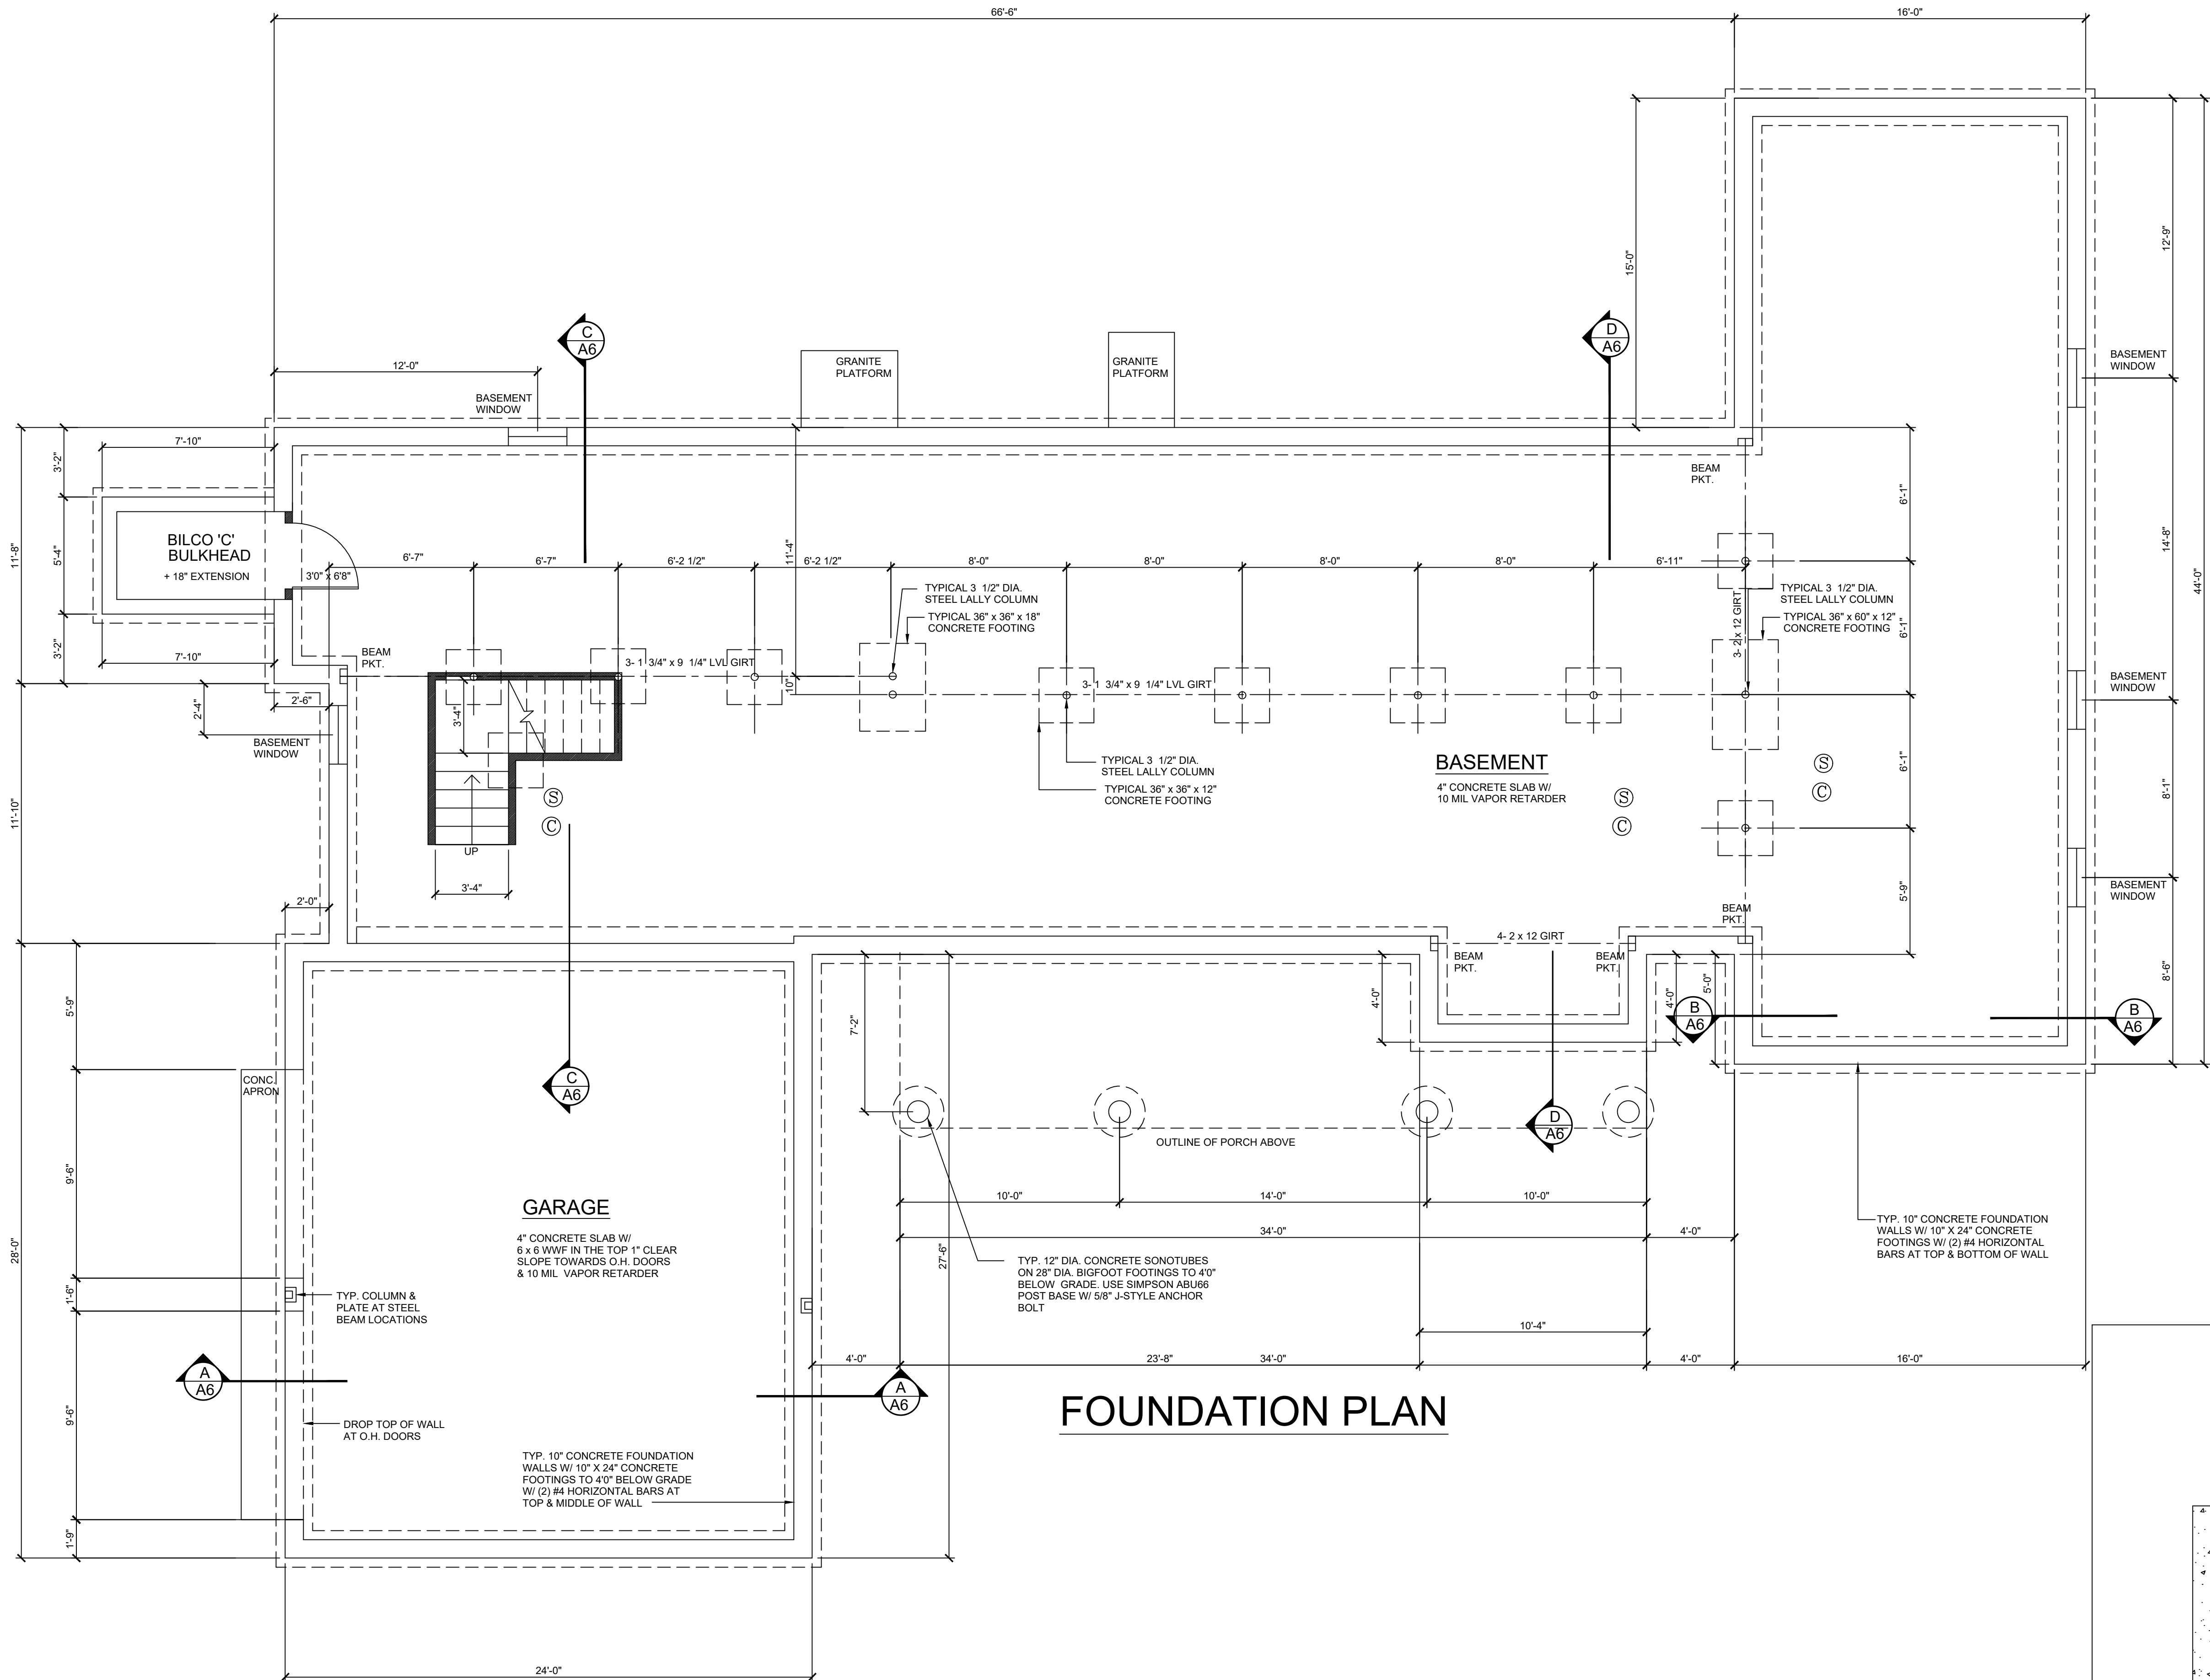 66'-6"
16'-0"
15'-0"
12'-9"
44'-0"
C
A6
D
A6
GRANITE
PLATFORM
GRANITE
PLATFORM
BASEMENT
WINDOW
12'-0"
BASEMENT
WINDOW
7'-10"
3'-2"
BEAM
PKT.
6'-1"
14'-8"
11'-8"
5'-4"
BILCO 'C'
BULKHEAD
+ 18" EXTENSION
3'0" x 6'8"
6'-7"
6'-7"
6'-2 1/2"
11'-4"
6'-2 1/2"
8'-0"
8'-0"
8'-0"
8'-0"
6'-11"
TYPICAL 3 1/2" DIA.
STEEL LALLY COLUMN
TYPICAL 36" x 36" x 18"
CONCRETE FOOTING
3- 2 x 12 GIRT
TYPICAL 3 1/2" DIA.
STEEL LALLY COLUMN
TYPICAL 36" x 60" x 12"
CONCRETE FOOTING
6'-1"
3'-2"
7'-10"
BEAM
PKT.
3- 1 3/4" x 9 1/4" LVL GIRT
10"
3- 1 3/4" x 9 1/4" LVL GIRT
BASEMENT
WINDOW
2'-6"
2'-4"
3'-4"
BASEMENT
WINDOW
TYPICAL 3 1/2" DIA.
STEEL LALLY COLUMN
TYPICAL 36" x 36" x 12"
CONCRETE FOOTING
BASEMENT
4" CONCRETE SLAB W/
10 MIL VAPOR RETARDER
S
C
S
C
S
C
6'-1"
8'-1"
11'-10"
UP
3'-4"
2'-0"
5'-9"
BASEMENT
WINDOW
BEAM
PKT.
4- 2 x 12 GIRT
BEAM
PKT.
BEAM
PKT.
8'-6"
5'-9"
7'-2"
4'-0"
4'-0"
5'-0"
B
A6
B
A6
CONC.
APRON
C
A6
D
A6
OUTLINE OF PORCH ABOVE
9'-6"
10'-0"
14'-0"
10'-0"
GARAGE
4" CONCRETE SLAB W/
6 x 6 WWF IN THE TOP 1" CLEAR
SLOPE TOWARDS O.H. DOORS
& 10 MIL VAPOR RETARDER
28'-0"
27'-6"
34'-0"
4'-0"
TYP. 10" CONCRETE FOUNDATION
WALLS W/ 10" X 24" CONCRETE
FOOTINGS W/ (2) #4 HORIZONTAL
BARS AT TOP & BOTTOM OF WALL
TYP. 12" DIA. CONCRETE SONOTUBES
ON 28" DIA. BIGFOOT FOOTINGS TO 4'0"
BELOW GRADE. USE SIMPSON ABU66
POST BASE W/ 5/8" J-STYLE ANCHOR
BOLT
1'-6"
TYP. COLUMN &
PLATE AT STEEL
BEAM LOCATIONS
10'-4"
4'-0"
23'-8"
34'-0"
4'-0"
16'-0"
A
A6
A
A6
9'-6"
DROP TOP OF WALL
AT O.H. DOORS
FOUNDATION PLAN
TYP. 10" CONCRETE FOUNDATION
WALLS W/ 10" X 24" CONCRETE
FOOTINGS TO 4'0" BELOW GRADE
W/ (2) #4 HORIZONTAL BARS AT
TOP & MIDDLE OF WALL
1'-9"
24'-0"